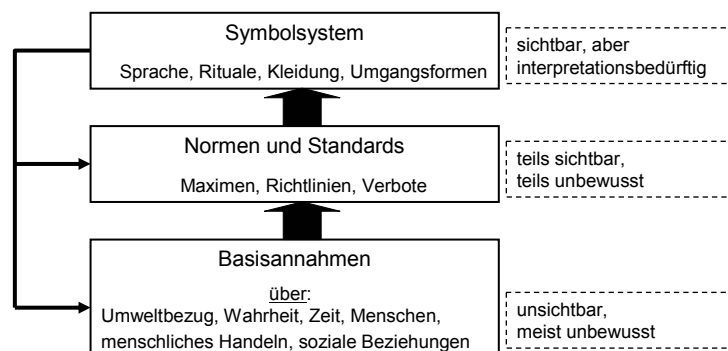 Symbolsystem
Sprache, Rituale, Kleidung, Umgangsformen
sichtbar, aber
interpretationsbedürftig
Normen und Standards
Maximen, Richtlinien, Verbote
teils sichtbar,
teils unbewusst
Basisannahmen
über:
Umweltbezug, Wahrheit, Zeit, Menschen,
menschliches Handeln, soziale Beziehungen
unsichtbar,
meist unbewusst